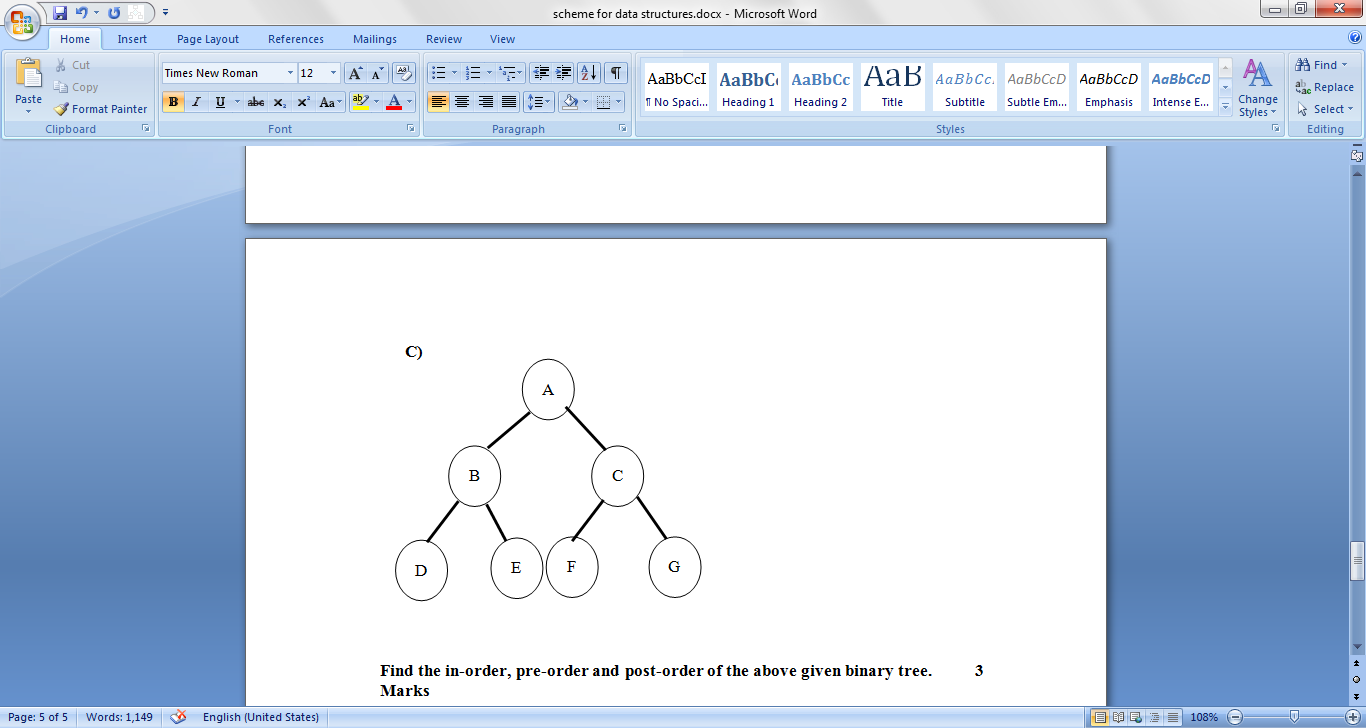 scheme for data structures.docx - Microsoft Word
Home Insert Page Layout References Mailings Review View
Paste
Cut
Copy
Format Painter
Clipboard
Times New Roman 12
B I U abc X₂ X² Aa
Font
Paragraph
AaBbCcI AaBbC AaBbCc AaB AaBbCc. AaBbCcD AaBbCcD AaBbCcD
¶ No Spaci... Heading 1 Heading 2 Title Subtitle Subtle Em... Emphasis Intense E...
Change
Styles
Styles
Find
Replace
Select
Editing
C)
A
B C
D E F G
Find the in-order, pre-order and post-order of the above given binary tree. 3
Marks
Page: 5 of 5 Words: 1,149 English (United States) 108%